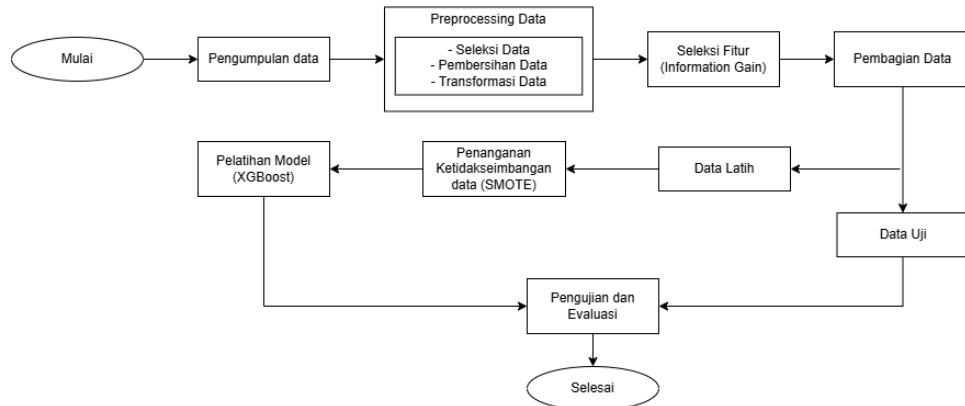 Mulai
Pengumpulan data
Preprocessing Data
- Seleksi Data
- Pembersihan Data
- Transformasi Data
Seleksi Fitur
(Information Gain)
Pembagian Data
Pelatihan Model
(XGBoost)
Penanganan
Ketidakseimbangan
data (SMOTE)
Data Latih
Data Uji
Pengujian dan
Evaluasi
Selesai